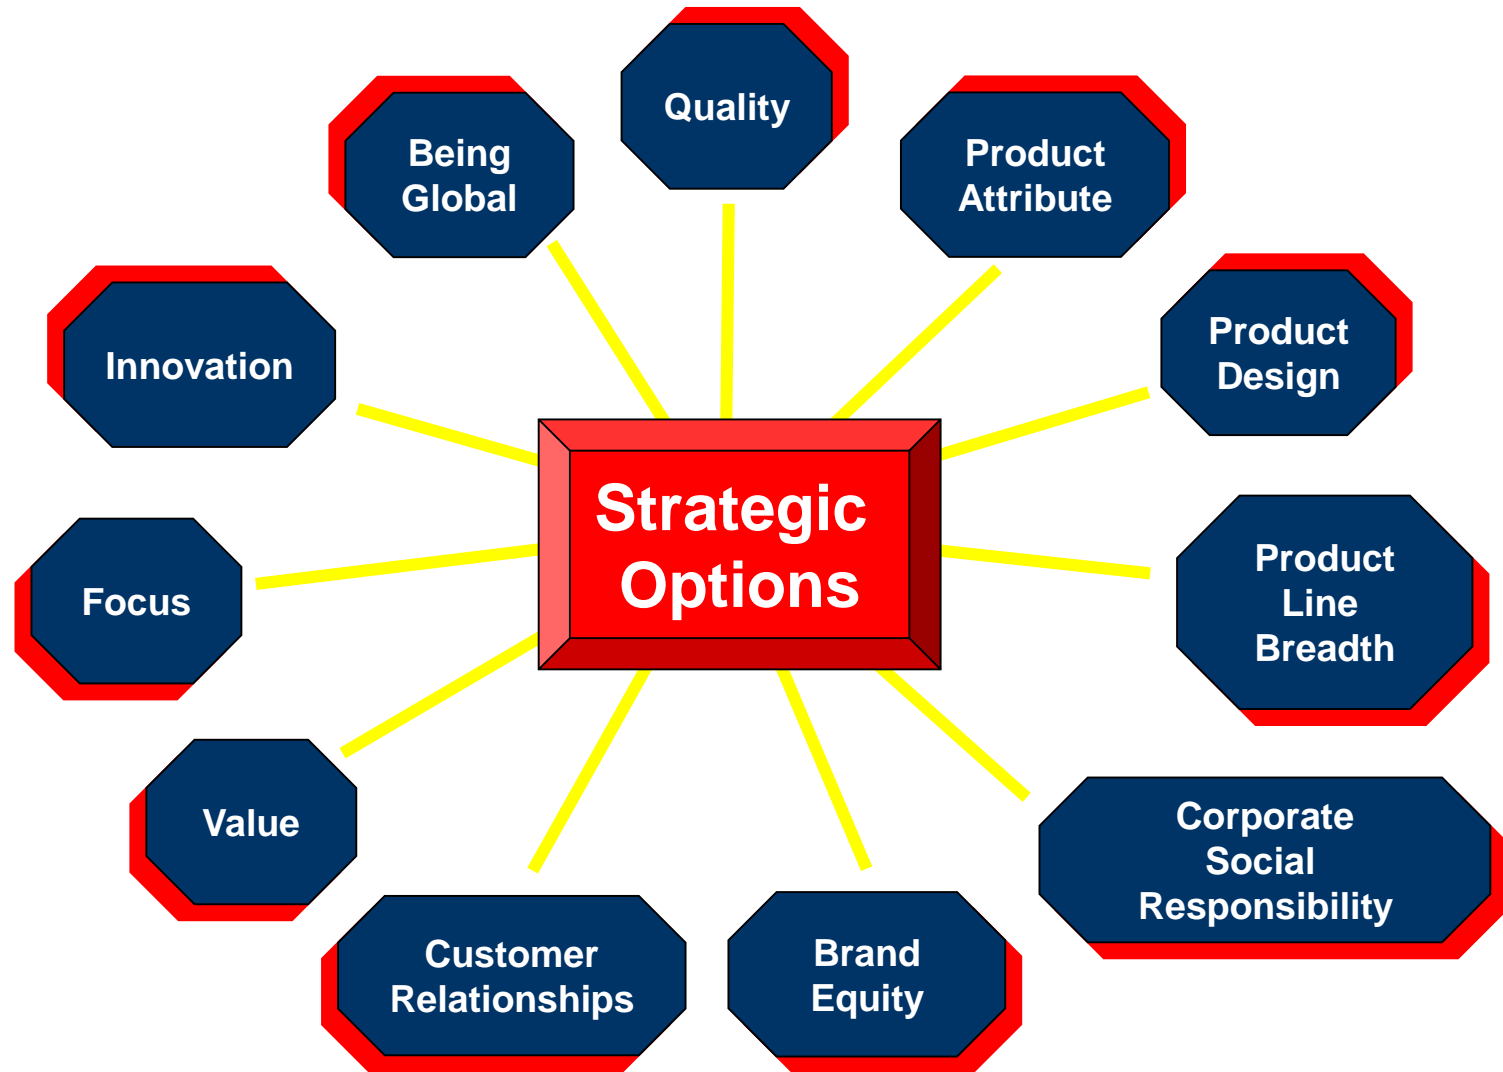 Quality
Being
Global
Product
Attribute
Product
Design
Innovation
Strategic
Options
Focus
Product
Line
Breadth
Value
Corporate
Social
Responsibility
Customer
Relationships
Brand
Equity